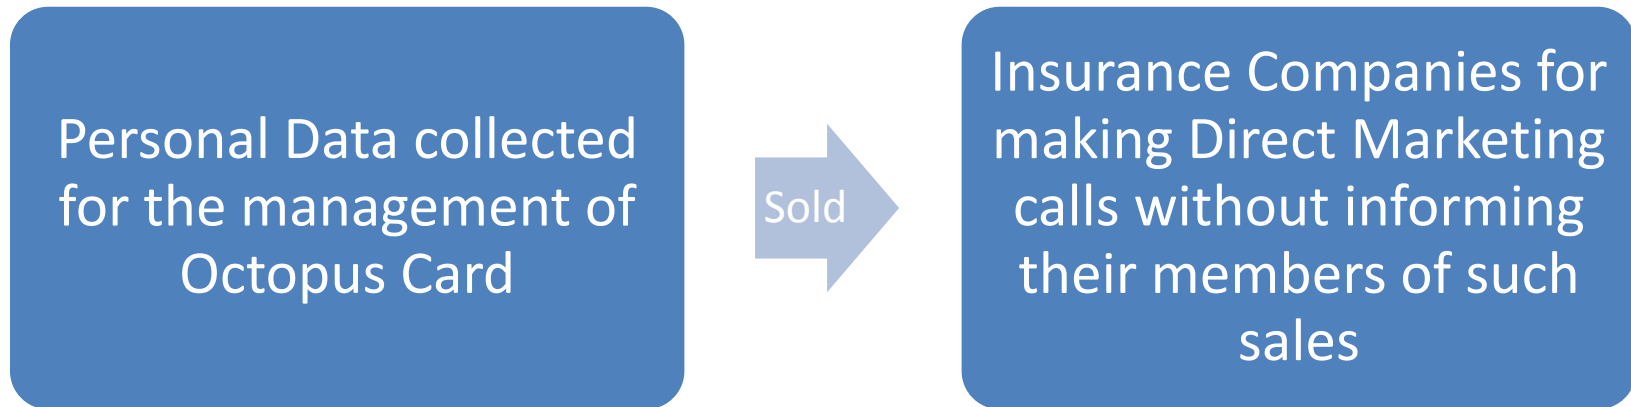 Personal Data collected
for the management of
Octopus Card
Sold
Insurance Companies for
making Direct Marketing
calls without informing
their members of such
sales